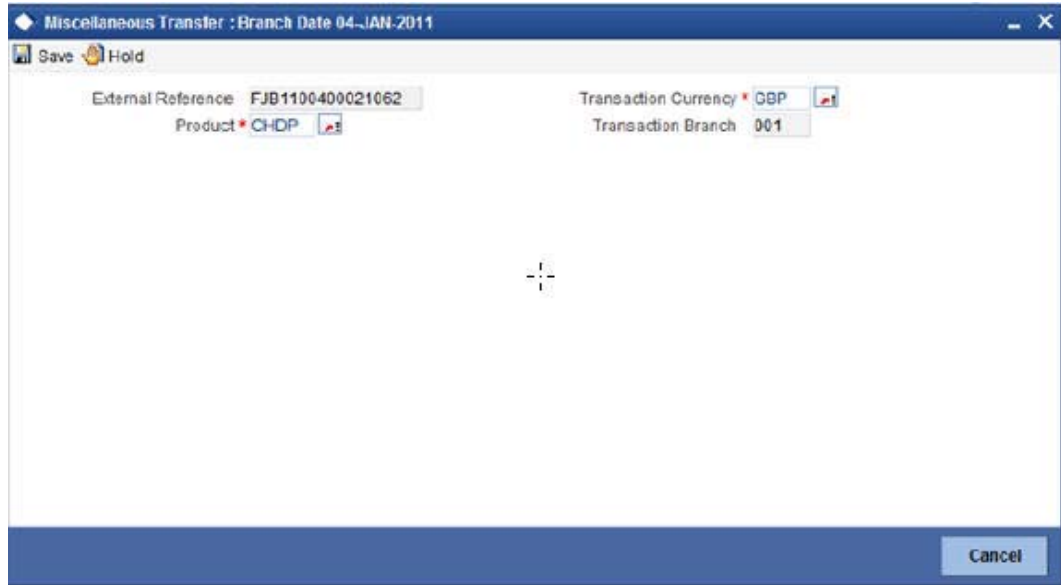 Miscellaneous Transfer : Branch Date 04-JAN-2011
Save Hold
External Reference FJB1100400021062 Transaction Currency * GBP
Product * CHDP Transaction Branch 001
Cancel